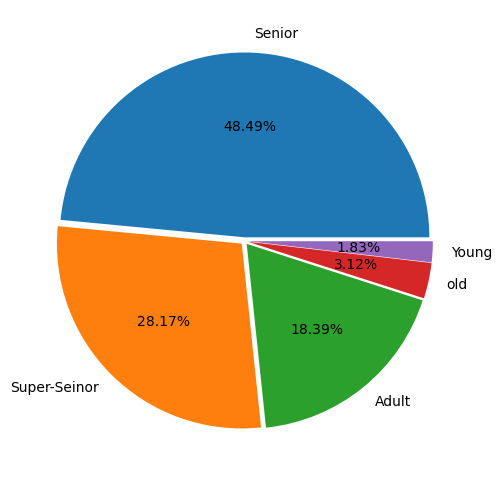 Senior
48.49%
1.83%
Young
3.12%
old
28.17%
18.39%
Super-Seinor
Adult